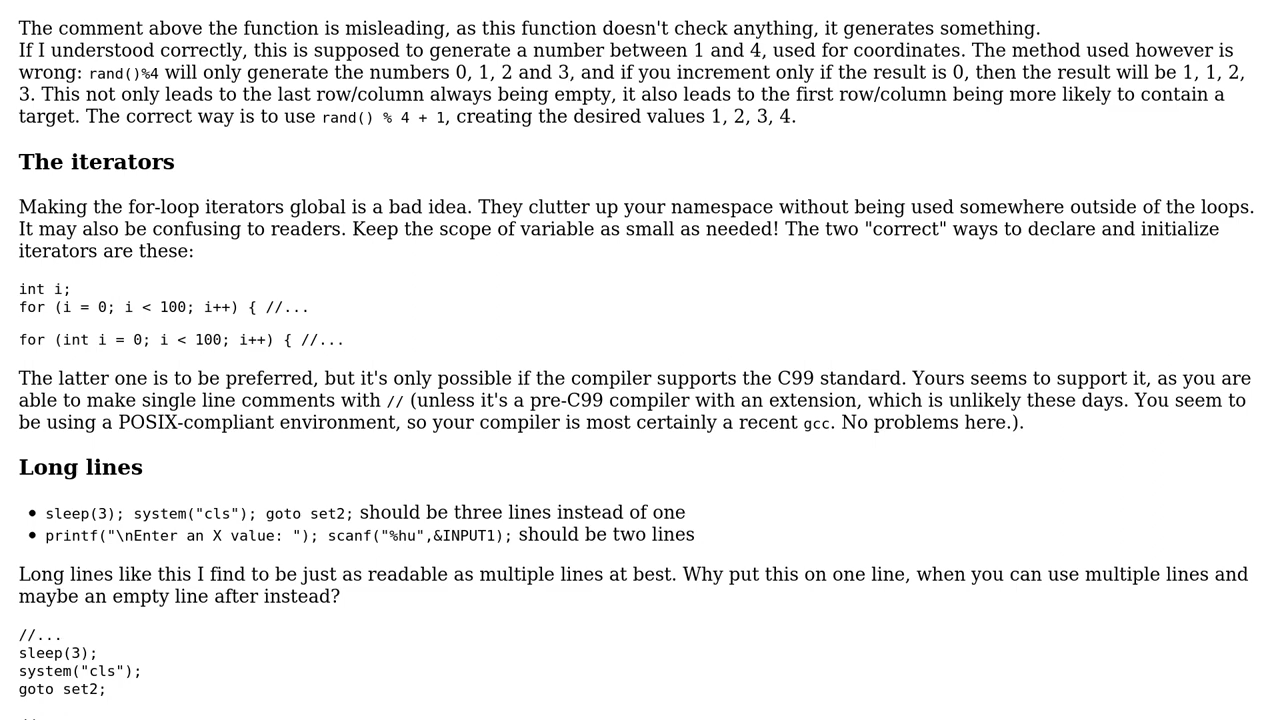 The comment above the function is misleading, as this function doesn't check anything, it generates something.
If I understood correctly, this is supposed to generate a number between 1 and 4, used for coordinates. The method used however is
wrong: rand()%4 will only generate the numbers 0, 1, 2 and 3, and if you increment only if the result is 0, then the result will be 1, 1, 2,
3. This not only leads to the last row/column always being empty, it also leads to the first row/column being more likely to contain a
target. The correct way is to use rand() % 4 + 1, creating the desired values 1, 2, 3, 4.
The iterators
Making the for-loop iterators global is a bad idea. They clutter up your namespace without being used somewhere outside of the loops.
It may also be confusing to readers. Keep the scope of variable as small as needed! The two "correct" ways to declare and initialize
iterators are these:
int i;
for (i = 0; i < 100; i++) { //...
for (int i = 0; i < 100; i++) { //...
The latter one is to be preferred, but it's only possible if the compiler supports the C99 standard. Yours seems to support it, as you are
able to make single line comments with // (unless it's a pre-C99 compiler with an extension, which is unlikely these days. You seem to
be using a POSIX-compliant environment, so your compiler is most certainly a recent gcc. No problems here.).
Long lines
• sleep(3); system("cls"); goto set2; should be three lines instead of one
• printf("\nEnter an X value: "); scanf("%hu",&INPUT1); should be two lines
Long lines like this I find to be just as readable as multiple lines at best. Why put this on one line, when you can use multiple lines and
maybe an empty line after instead?
//...
sleep(3);
system("cls");
goto set2;